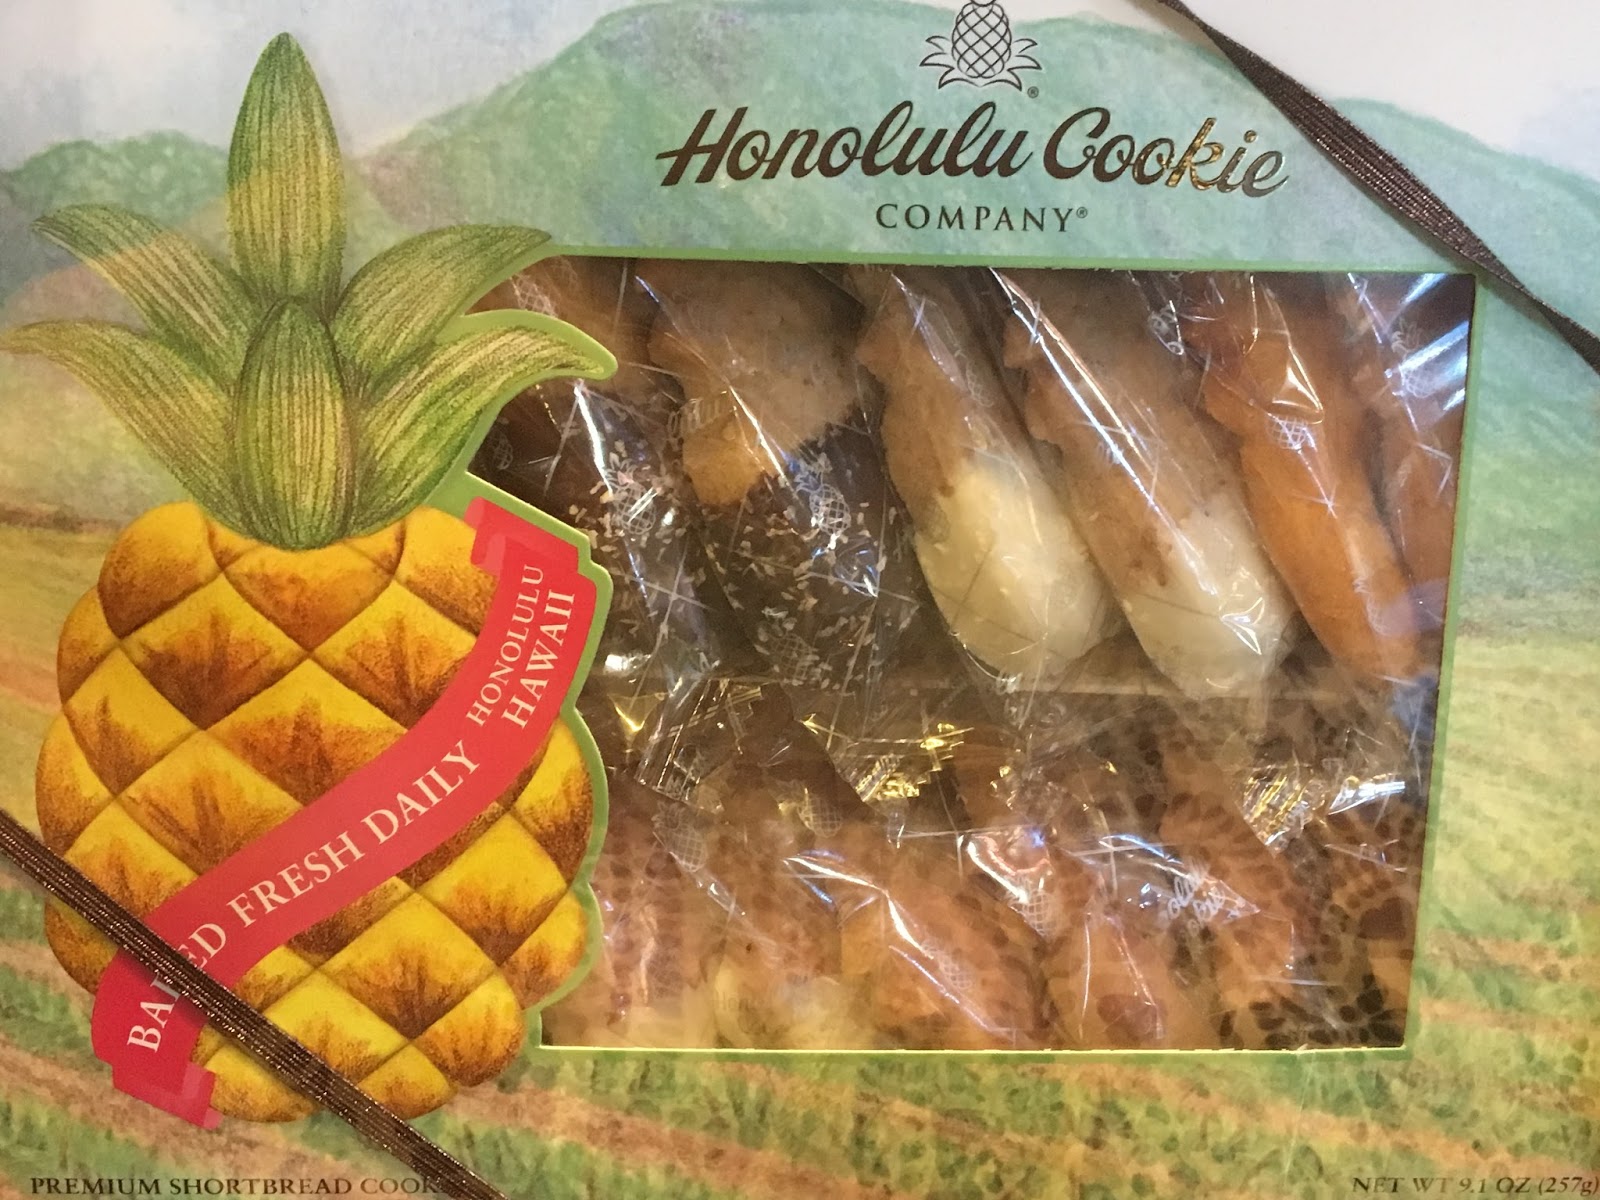 Honolulu Cookie
COMPANY®
HONOLULU
HAWAII
BAKED FRESH DAILY
PREMIUM SHORTBREAD COOK
NET WT 9.1 OZ (257g)